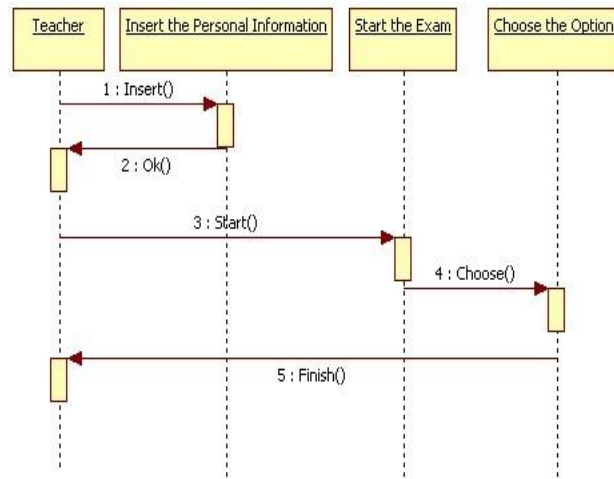 Teacher
Insert the Personal Information
Start the Exam
Choose the Option
1 : Insert()
2 : Ok()
3 : Start()
4 : Choose()
5 : Finish()